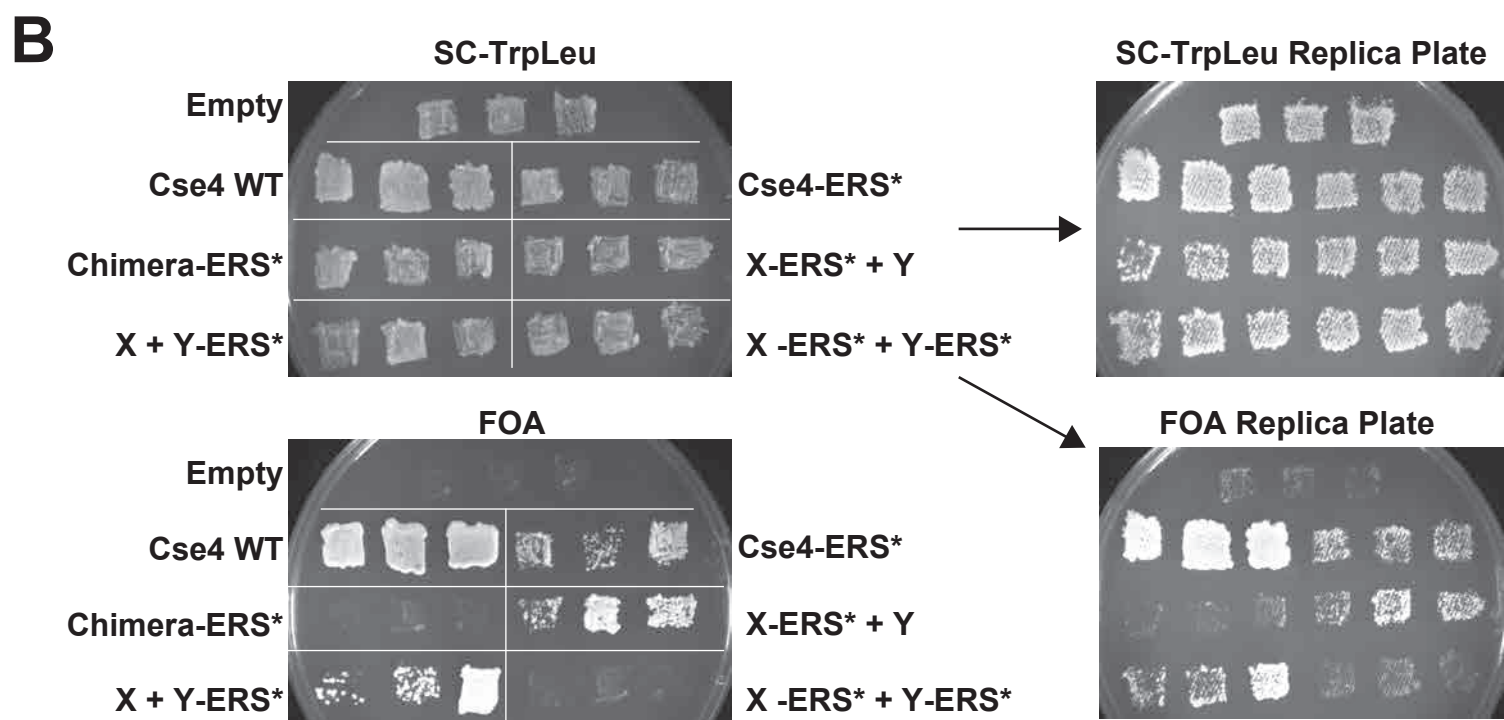 B
SC-TrpLeu
SC-TrpLeu Replica Plate
Empty
Cse4 WT
Cse4-ERS*
Chimera-ERS*
X-ERS* + Y
X + Y-ERS*
X -ERS* + Y-ERS*
FOA
FOA Replica Plate
Empty
Cse4 WT
Cse4-ERS*
Chimera-ERS*
X-ERS* + Y
X + Y-ERS*
X -ERS* + Y-ERS*